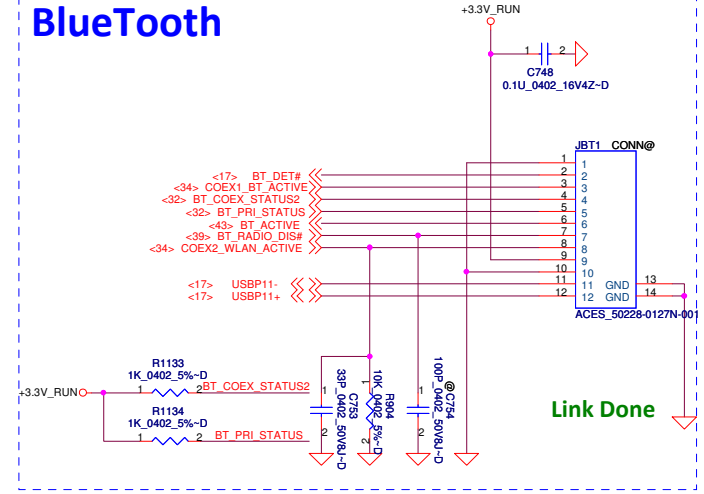 BlueTooth
+3.3V_RUN
1 2
C748
0.1U_0402_16V4Z~D
JBT1 CONN@
1 1
<17> BT_DET# 2 2
<34> COEX1_BT_ACTIVE 3 3
<32> BT_COEX_STATUS2 4 4
<32> BT_PRI_STATUS 5 5
<43> BT_ACTIVE 6 6
<39> BT_RADIO_DIS# 7 7
<34> COEX2_WLAN_ACTIVE 8 8
9 9
10 10
<17> USBP11- 11 11 GND 13
<17> USBP11+ 12 12 GND 14
ACES_50228-0127N-001
R1133
1K_0402_5%~D
+3.3V_RUN 1 2 BT_COEX_STATUS2
R1134
1K_0402_5%~D
1 2 BT_PRI_STATUS
1 2
C753
33P_0402_50V8J~D
1 2
R904
10K_0402_5%~D
1 2
@C754
100P_0402_50V8J~D
Link Done